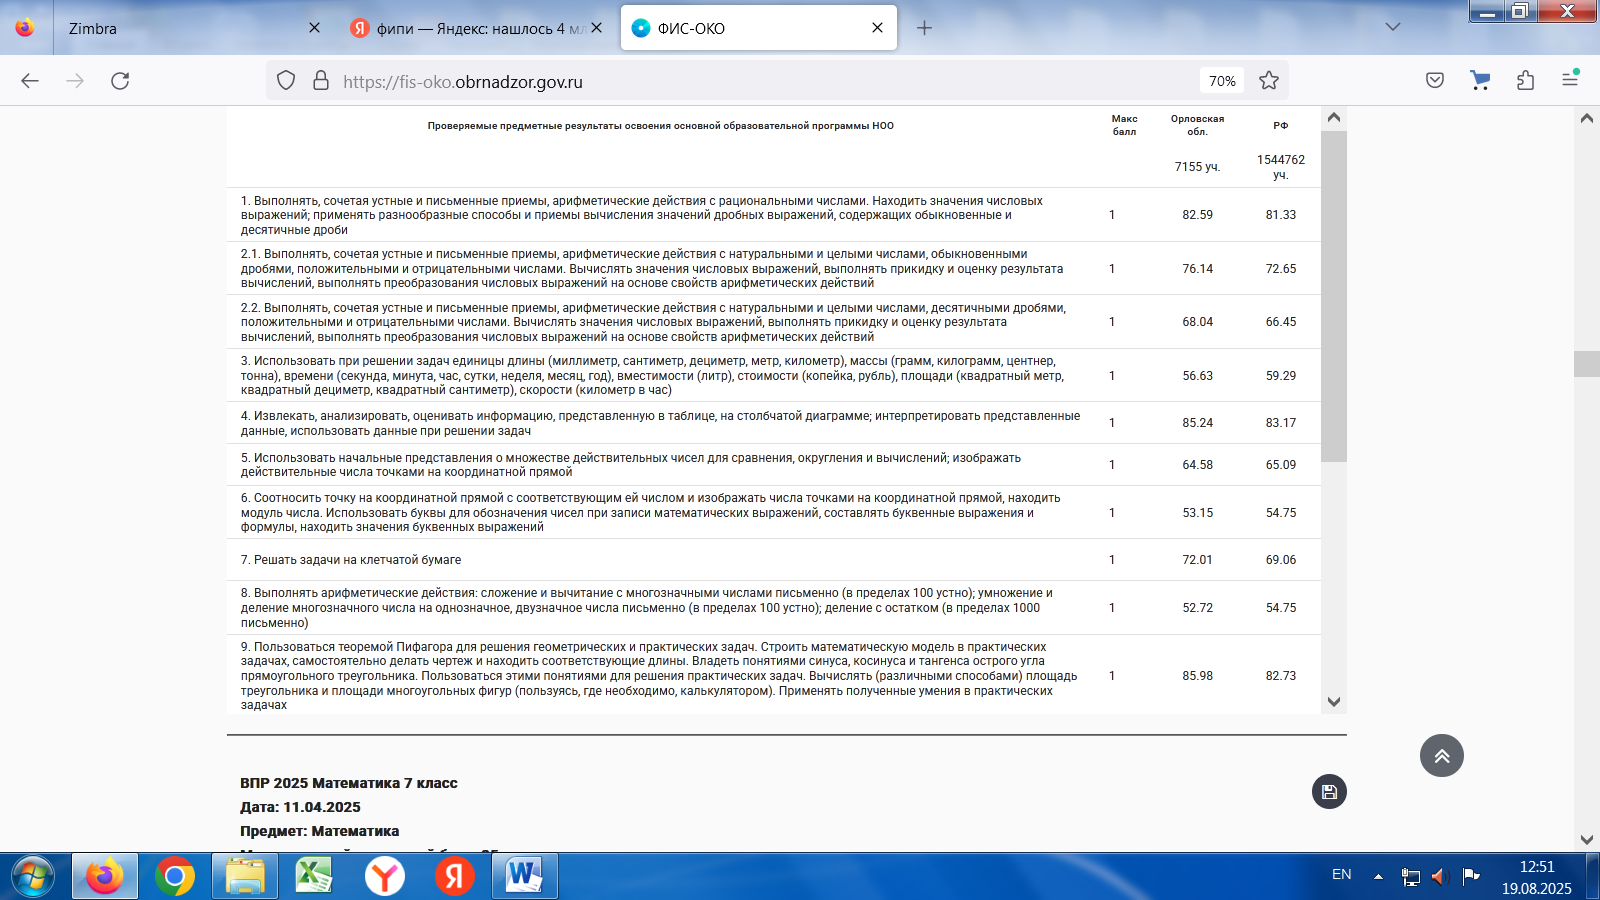 Zimbra
фипи — Яндекс: нашлось 4 мл
ФИС-ОКО
https://fis-oko.obrnadzor.gov.ru
70%
Проверяемые предметные результаты освоения основной образовательной программы НОО
Макс балл
Орловская обл.
РФ
7155 уч.
1544762 уч.
1. Выполнять, сочетая устные и письменные приемы, арифметические действия с рациональными числами. Находить значения числовых
выражений; применять разнообразные способы и приемы вычисления значений дробных выражений, содержащих обыкновенные и
десятичные дроби
1
82.59
81.33
2.1. Выполнять, сочетая устные и письменные приемы, арифметические действия с натуральными и целыми числами, обыкновенными
дробями, положительными и отрицательными числами. Вычислять значения числовых выражений, выполнять прикидку и оценку результата
вычислений, выполнять преобразования числовых выражений на основе свойств арифметических действий
1
76.14
72.65
2.2. Выполнять, сочетая устные и письменные приемы, арифметические действия с натуральными и целыми числами, десятичными дробями,
положительными и отрицательными числами. Вычислять значения числовых выражений, выполнять прикидку и оценку результата
вычислений, выполнять преобразования числовых выражений на основе свойств арифметических действий
1
68.04
66.45
3. Использовать при решении задач единицы длины (миллиметр, сантиметр, дециметр, метр, километр), массы (грамм, килограмм, центнер,
тонна), времени (секунда, минута, час, сутки, неделя, месяц, год), вместимости (литр), стоимости (копейка, рубль), площади (квадратный метр,
квадратный дециметр, квадратный сантиметр), скорости (километр в час)
1
56.63
59.29
4. Извлекать, анализировать, оценивать информацию, представленную в таблице, на столбчатой диаграмме; интерпретировать представленные
данные, использовать данные при решении задач
1
85.24
83.17
5. Использовать начальные представления о множестве действительных чисел для сравнения, округления и вычислений; изображать
действительные числа точками на координатной прямой
1
64.58
65.09
6. Соотносить точку на координатной прямой с соответствующим ей числом и изображать числа точками на координатной прямой, находить
модуль числа. Использовать буквы для обозначения чисел при записи математических выражений, составлять буквенные выражения и
формулы, находить значения буквенных выражений
1
53.15
54.75
7. Решать задачи на клетчатой бумаге
1
72.01
69.06
8. Выполнять арифметические действия: сложение и вычитание с многозначными числами письменно (в пределах 100 устно); умножение и
деление многозначного числа на однозначное, двузначное числа письменно (в пределах 100 устно); деление с остатком (в пределах 1000
письменно)
1
52.72
54.75
9. Пользоваться теоремой Пифагора для решения геометрических и практических задач. Строить математическую модель в практических
задачах, самостоятельно делать чертеж и находить соответствующие длины. Владеть понятиями синуса, косинуса и тангенса острого угла
прямоугольного треугольника. Пользоваться этими понятиями для решения практических задач. Вычислять (различными способами) площадь
треугольника и площади многоугольных фигур (пользуясь, где необходимо, калькулятором). Применять полученные умения в практических
задачах
1
85.98
82.73
ВПР 2025 Математика 7 класс
Дата: 11.04.2025
Предмет: Математика
EN
12:51
19.08.2025